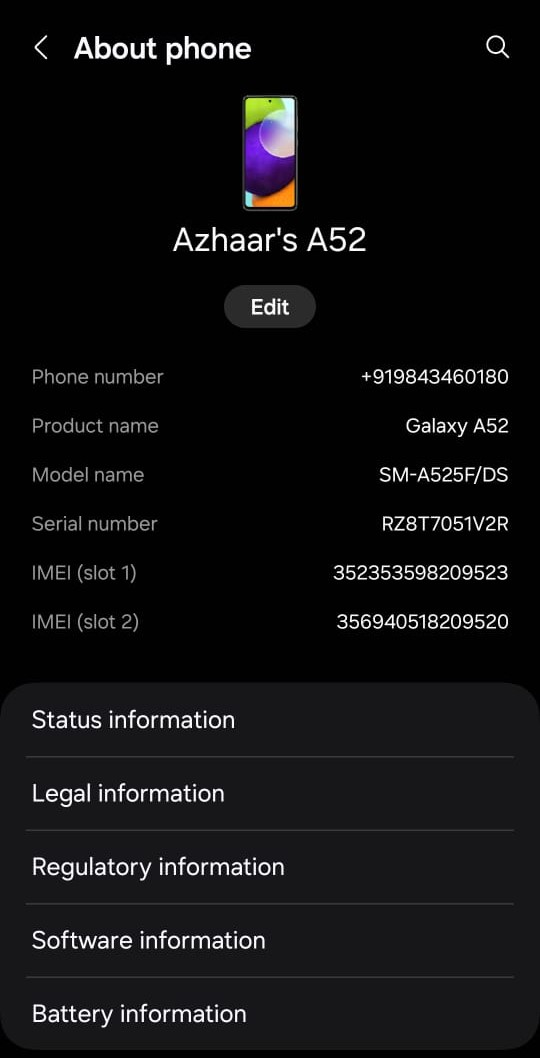 About phone
Azhaar's A52
Edit
Phone number +919843460180
Product name Galaxy A52
Model name SM-A525F/DS
Serial number RZ8T7051V2R
IMEI (slot 1) 352353598209523
IMEI (slot 2) 356940518209520
Status information
Legal information
Regulatory information
Software information
Battery information